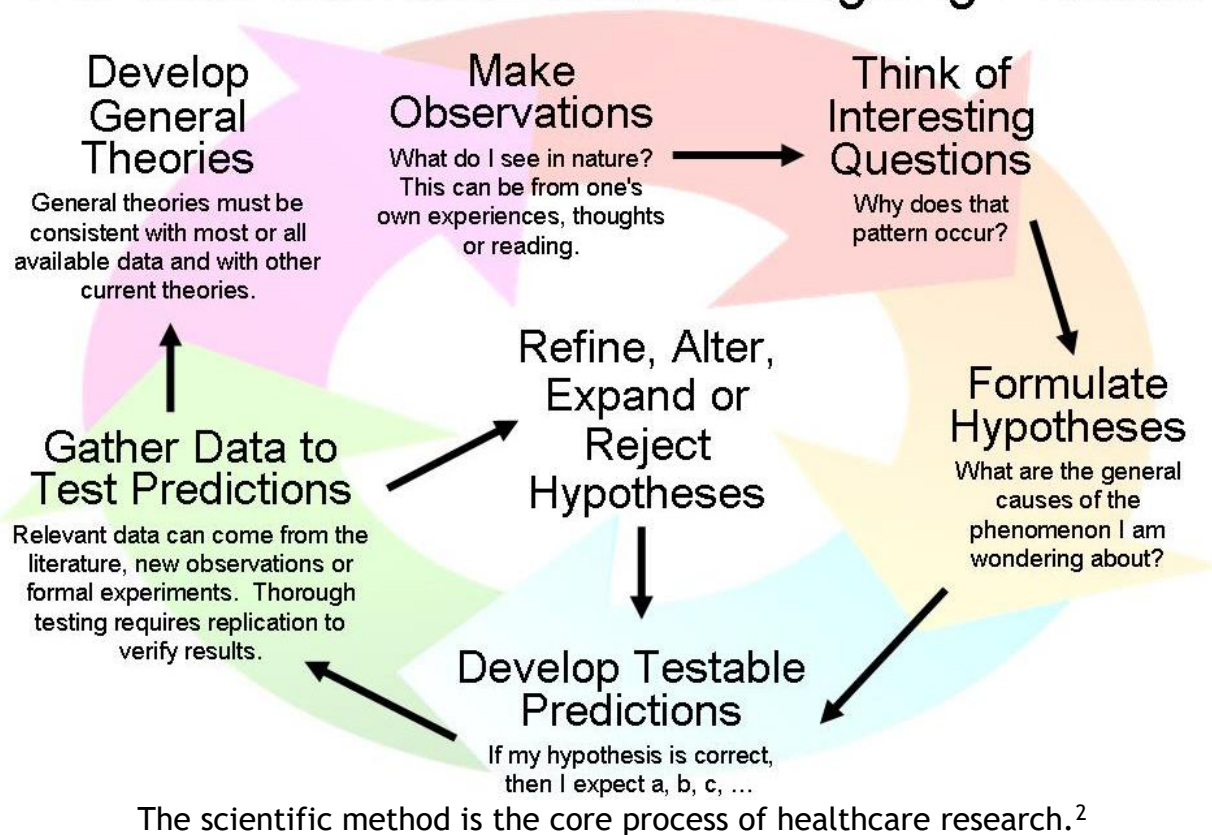 Make
Observations
What do I see in nature?
This can be from one's
own experiences, thoughts
or reading.
Think of
Interesting
Questions
Why does that
pattern occur?
Formulate
Hypotheses
What are the general
causes of the
phenomenon I am
wondering about?
Develop Testable
Predictions
If my hypothesis is correct,
then I expect a, b, c, ...
Gather Data to
Test Predictions
Relevant data can come from the
literature, new observations or
formal experiments. Thorough
testing requires replication to
verify results.
Refine, Alter,
Expand or
Reject
Hypotheses
Develop
General
Theories
General theories must be
consistent with most or all
available data and with other
current theories.
The scientific method is the core process of healthcare research.²